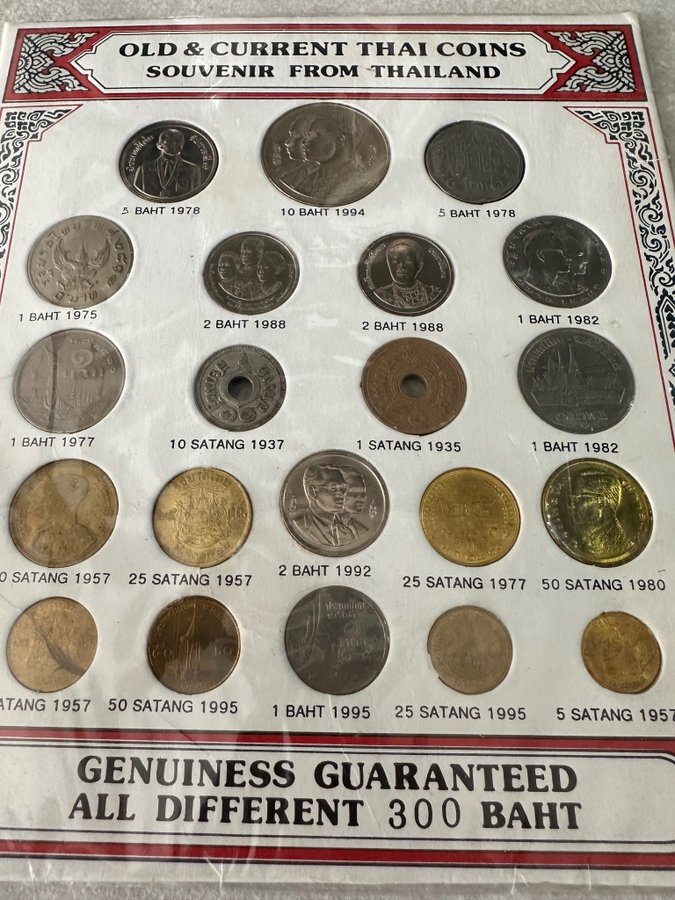 OLD & CURRENT THAI COINS
SOUVENIR FROM THAILAND
5 BAHT 1978
10 BAHT 1994
5 BAHT 1978
1 BAHT 1975
2 BAHT 1988
2 BAHT 1988
1 BAHT 1982
1 BAHT 1977
10 SATANG 1937
1 SATANG 1935
1 BAHT 1982
0 SATANG 1957
25 SATANG 1957
2 BAHT 1992
25 SATANG 1977
50 SATANG 1980
ATANG 1957
50 SATANG 1995
1 BAHT 1995
25 SATANG 1995
5 SATANG 1957
GENUINESS GUARANTEED
ALL DIFFERENT 300 BAHT